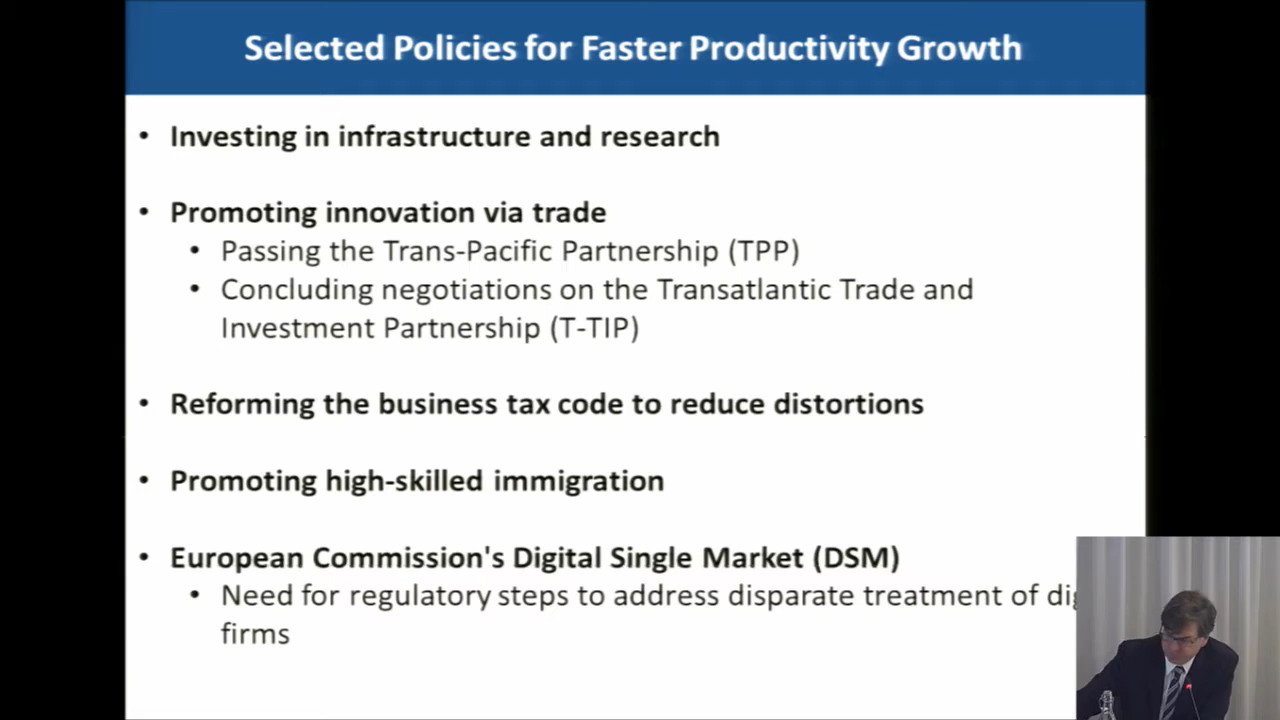 Selected Policies for Faster Productivity Growth
• Investing in infrastructure and research
• Promoting innovation via trade
• Passing the Trans-Pacific Partnership (TPP)
• Concluding negotiations on the Transatlantic Trade and
Investment Partnership (T-TIP)
• Reforming the business tax code to reduce distortions
• Promoting high-skilled immigration
• European Commission's Digital Single Market (DSM)
• Need for regulatory steps to address disparate treatment of
firms